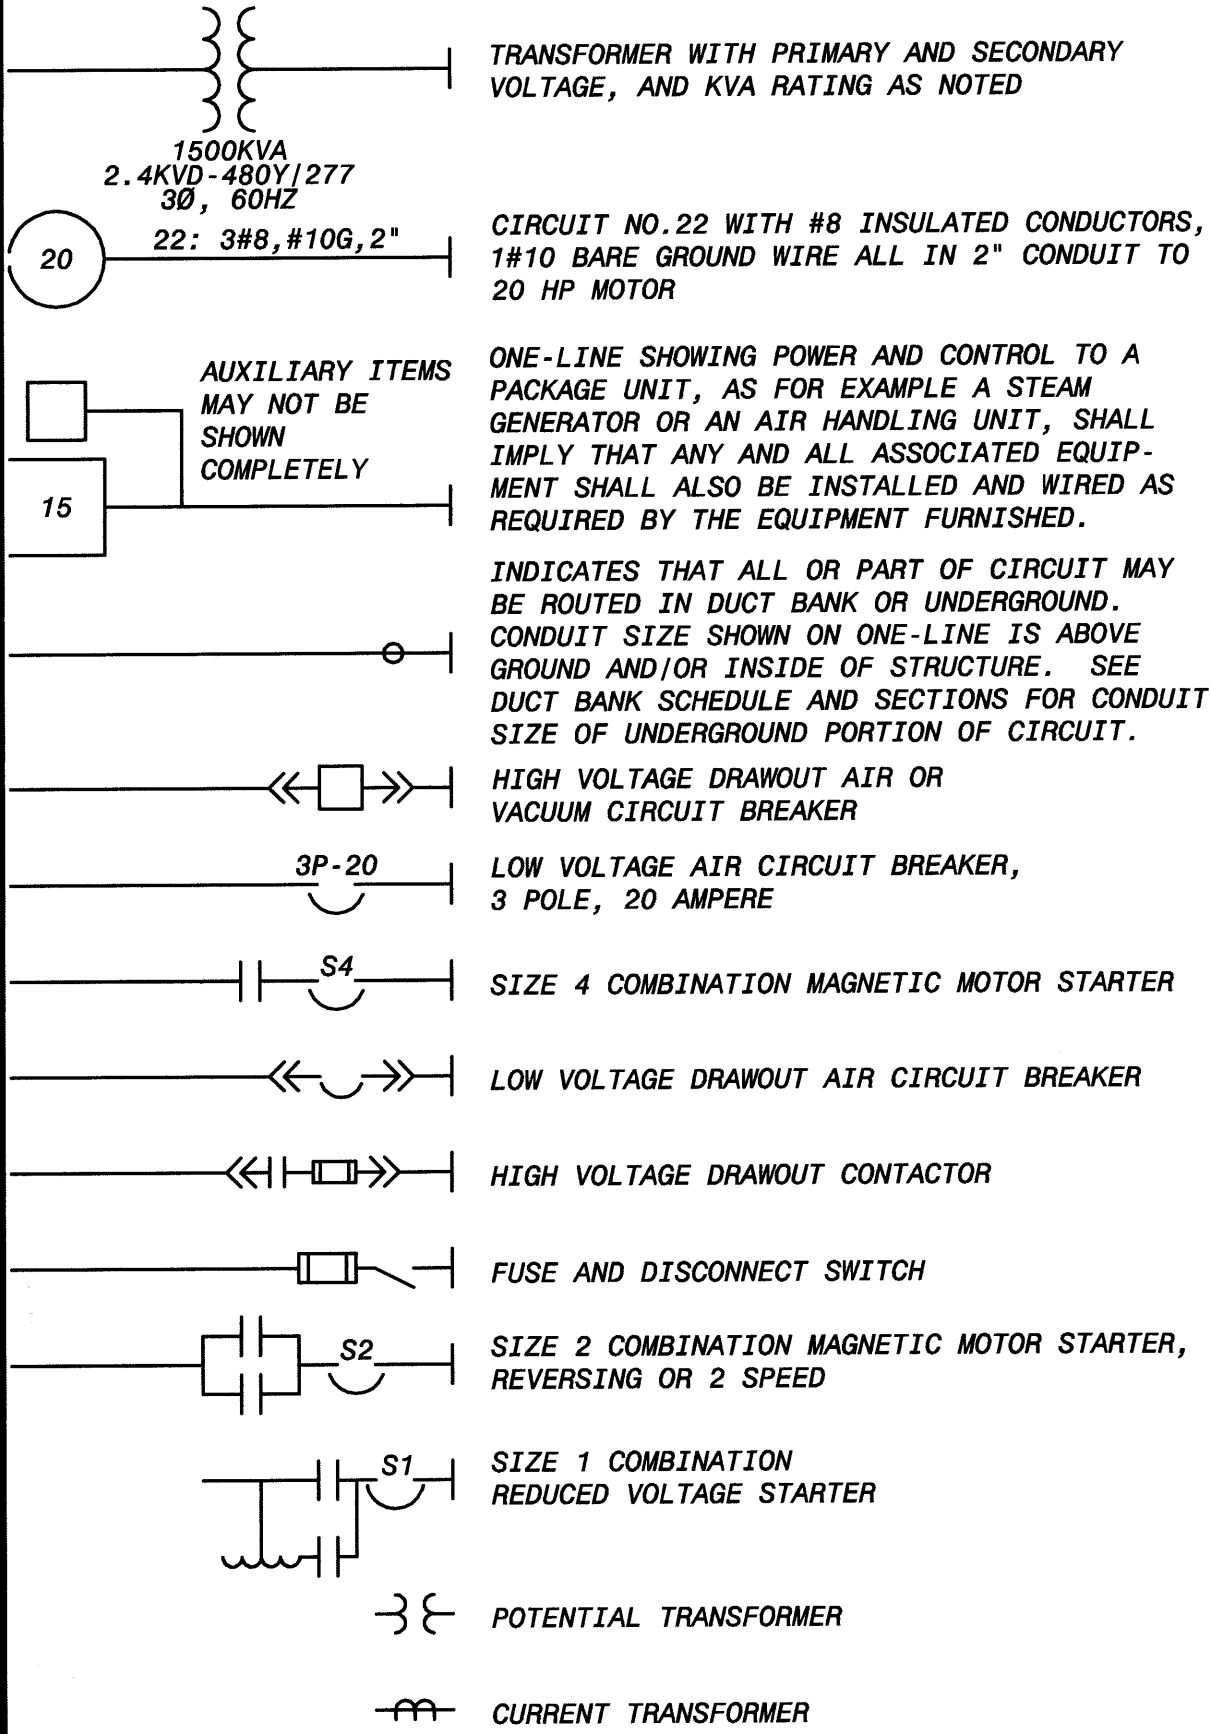 TRANSFORMER WITH PRIMARY AND SECONDARY
VOLTAGE, AND KVA RATING AS NOTED
1500KVA
2.4KVD-480Y/277
3Ø, 60HZ
20
22: 3#8,#10G,2"
CIRCUIT NO.22 WITH #8 INSULATED CONDUCTORS,
1#10 BARE GROUND WIRE ALL IN 2" CONDUIT TO
20 HP MOTOR
AUXILIARY ITEMS
MAY NOT BE
SHOWN
COMPLETELY
15
ONE-LINE SHOWING POWER AND CONTROL TO A
PACKAGE UNIT, AS FOR EXAMPLE A STEAM
GENERATOR OR AN AIR HANDLING UNIT, SHALL
IMPLY THAT ANY AND ALL ASSOCIATED EQUIP-
MENT SHALL ALSO BE INSTALLED AND WIRED AS
REQUIRED BY THE EQUIPMENT FURNISHED.
INDICATES THAT ALL OR PART OF CIRCUIT MAY
BE ROUTED IN DUCT BANK OR UNDERGROUND.
CONDUIT SIZE SHOWN ON ONE-LINE IS ABOVE
GROUND AND/OR INSIDE OF STRUCTURE. SEE
DUCT BANK SCHEDULE AND SECTIONS FOR CONDUIT
SIZE OF UNDERGROUND PORTION OF CIRCUIT.
HIGH VOLTAGE DRAWOUT AIR OR
VACUUM CIRCUIT BREAKER
3P-20
LOW VOLTAGE AIR CIRCUIT BREAKER,
3 POLE, 20 AMPERE
S4
SIZE 4 COMBINATION MAGNETIC MOTOR STARTER
LOW VOLTAGE DRAWOUT AIR CIRCUIT BREAKER
HIGH VOLTAGE DRAWOUT CONTACTOR
FUSE AND DISCONNECT SWITCH
S2
SIZE 2 COMBINATION MAGNETIC MOTOR STARTER,
REVERSING OR 2 SPEED
S1
SIZE 1 COMBINATION
REDUCED VOLTAGE STARTER
POTENTIAL TRANSFORMER
CURRENT TRANSFORMER